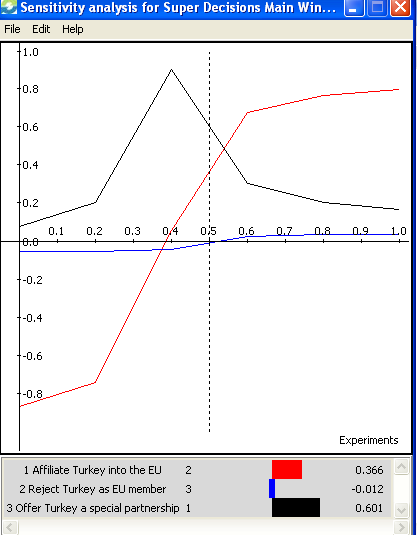 Sensitivity analysis for Super Decisions Main Win...
File Edit Help
1.0
0.8
0.6
0.4
0.2
0.1 0.2 0.3 0.4 0.5 0.6 0.7 0.8 0.9 1.0
0.0
-0.2
-0.4
-0.6
-0.8
Experiments
1 Affiliate Turkey into the EU 2 0.366
2 Reject Turkey as EU member 3 -0.012
3 Offer Turkey a special partnership 1 0.601